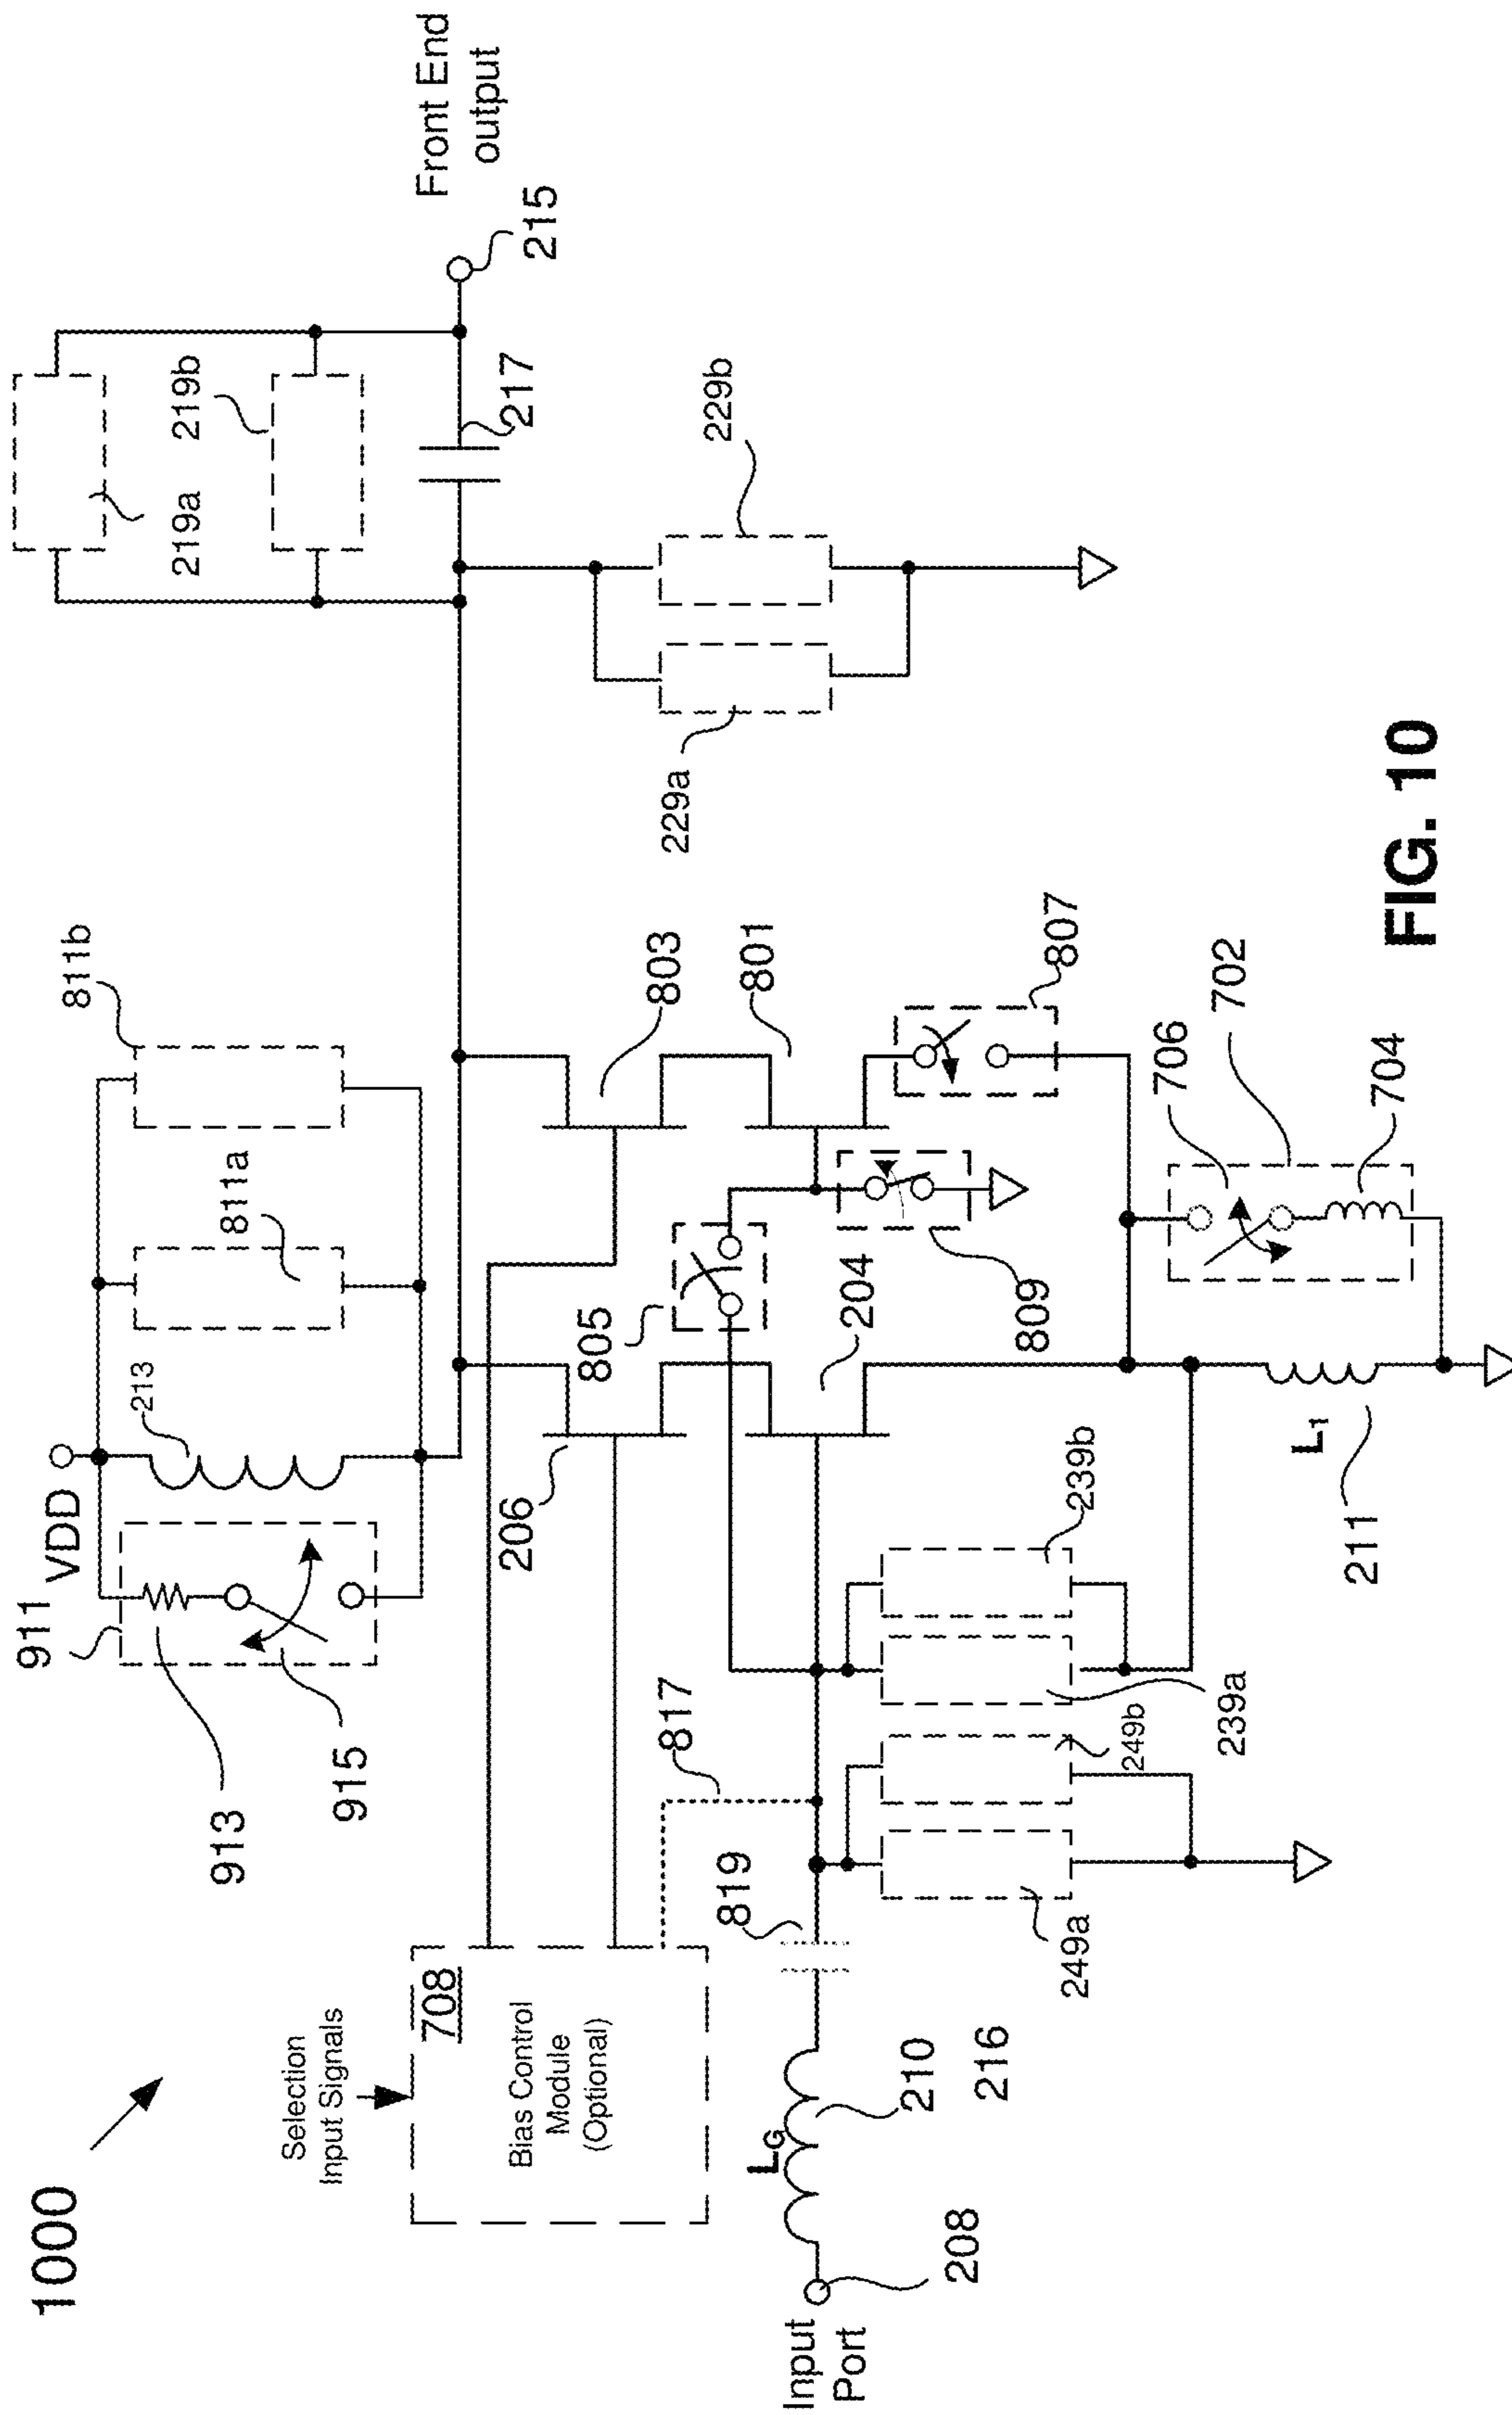 1000
Selection
Input Signals
708
Bias Control
Module
(Optional)
Input
Port
208
LG
210
216
819
817
249a
249b
239a
239b
911
VDD
913
915
213
811a
811b
206
204
805
809
803
801
807
L1
211
706
702
704
219a
219b
217
229a
229b
215
Front End
output
FIG. 10